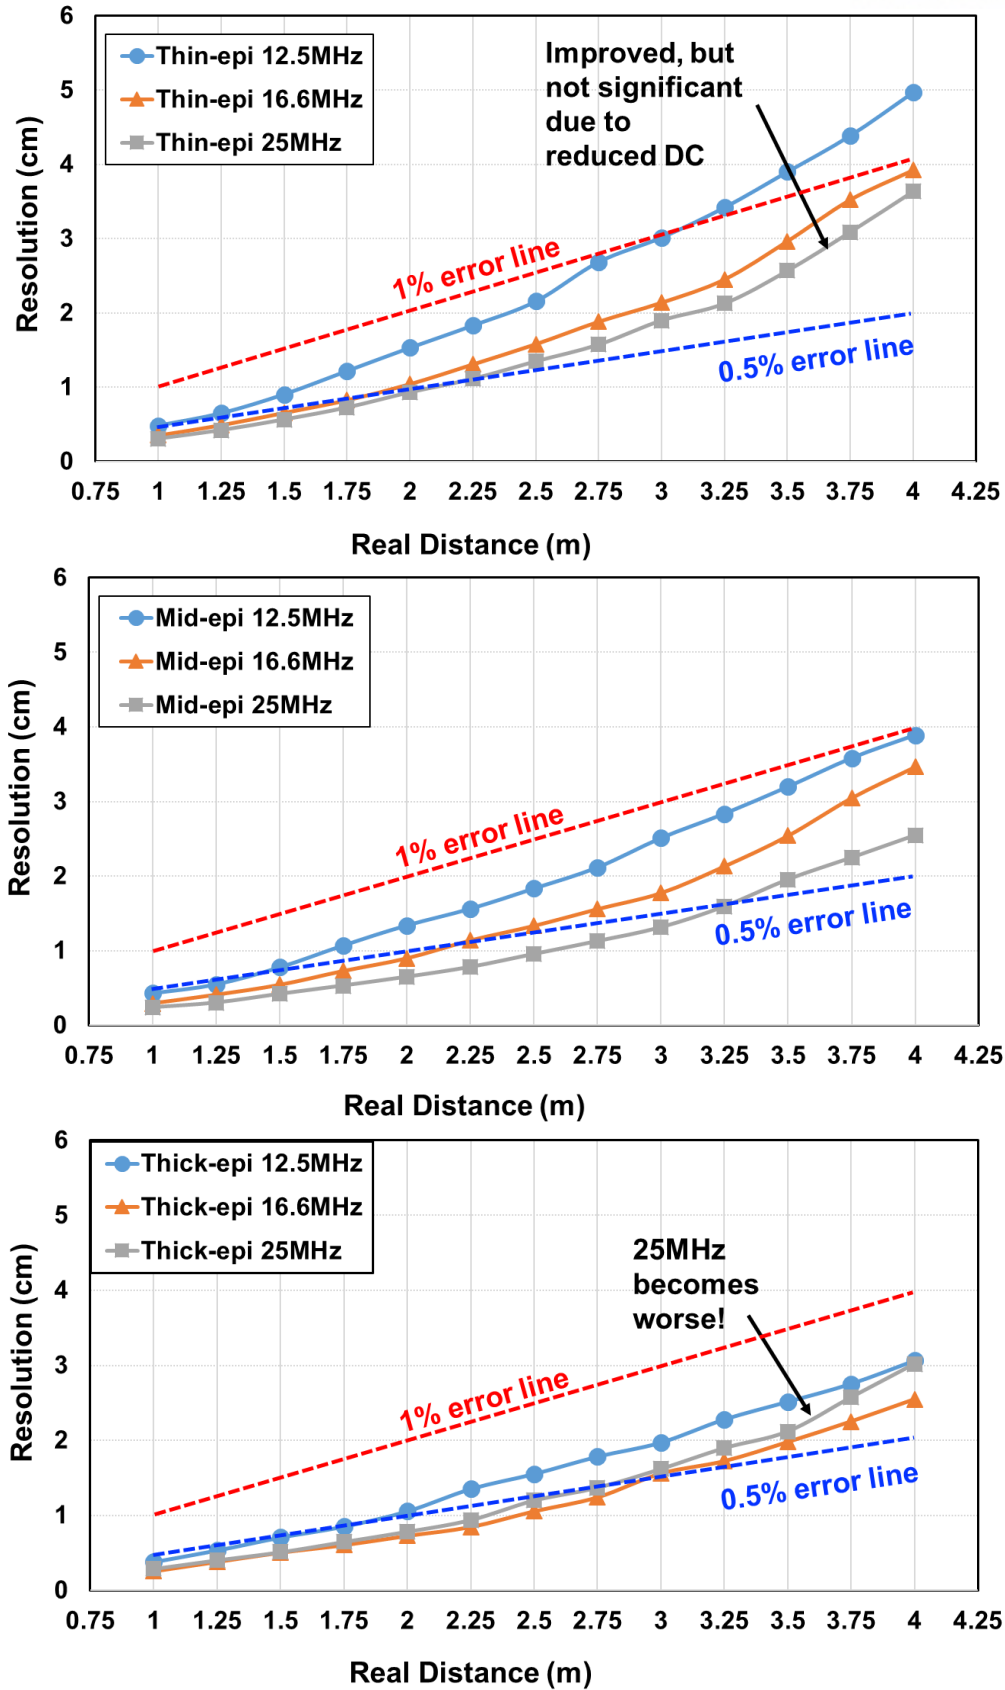 6
5
4
3
2
1
0
Resolution (cm)
Thin-epi 12.5MHz
Thin-epi 16.6MHz
Thin-epi 25MHz
Improved, but
not significant
due to
reduced DC
1% error line
0.5% error line
0.75 1 1.25 1.5 1.75 2 2.25 2.5 2.75 3 3.25 3.5 3.75 4 4.25
Real Distance (m)
6
5
4
3
2
1
0
Resolution (cm)
Mid-epi 12.5MHz
Mid-epi 16.6MHz
Mid-epi 25MHz
1% error line
0.5% error line
0.75 1 1.25 1.5 1.75 2 2.25 2.5 2.75 3 3.25 3.5 3.75 4 4.25
Real Distance (m)
6
5
4
3
2
1
0
Resolution (cm)
Thick-epi 12.5MHz
Thick-epi 16.6MHz
Thick-epi 25MHz
25MHz
becomes
worse!
1% error line
0.5% error line
0.75 1 1.25 1.5 1.75 2 2.25 2.5 2.75 3 3.25 3.5 3.75 4 4.25
Real Distance (m)